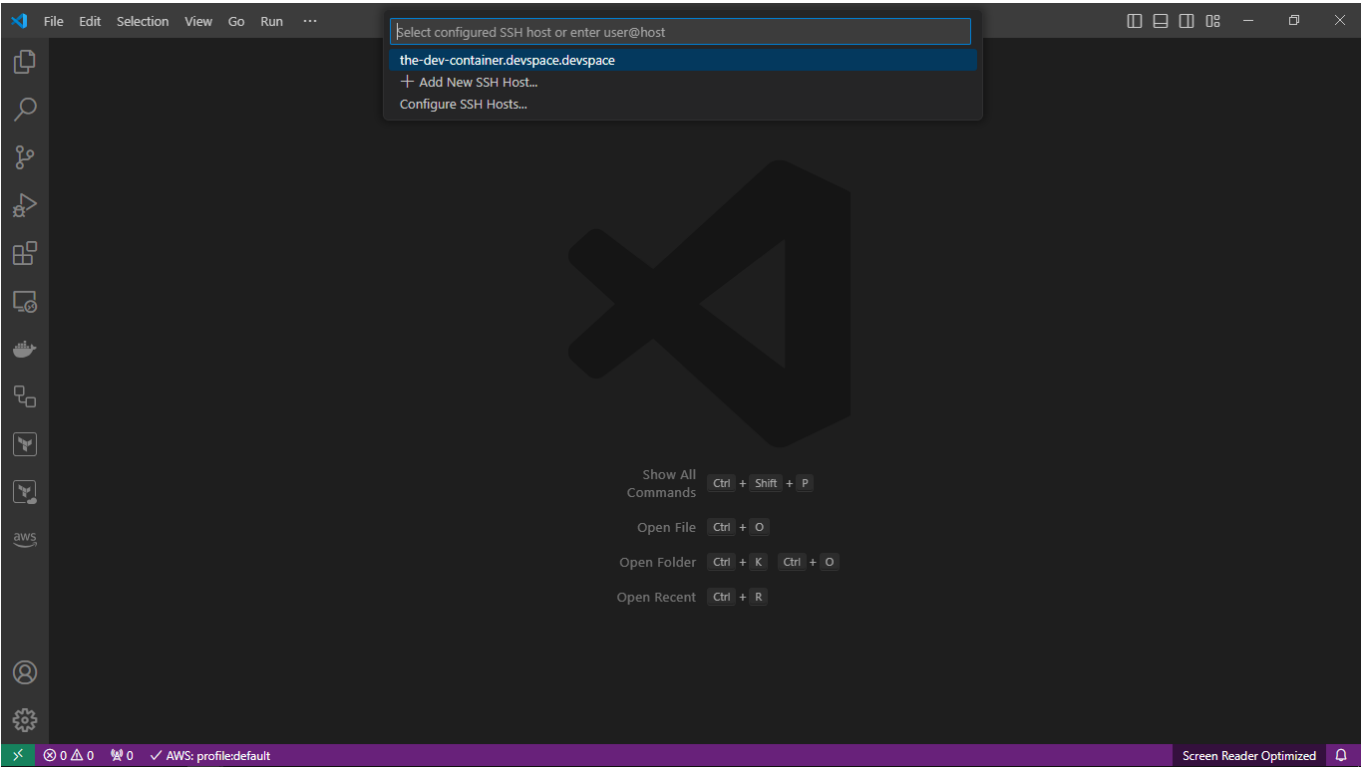 File Edit Selection View Go Run ···
Select configured SSH host or enter user@host
the-dev-container.devspace.devspace
+ Add New SSH Host...
Configure SSH Hosts...
Show All
Commands Ctrl + Shift + P
Open File Ctrl + O
Open Folder Ctrl + K Ctrl + O
Open Recent Ctrl + R
aws
0 0 0 AWS: profile:default Screen Reader Optimized